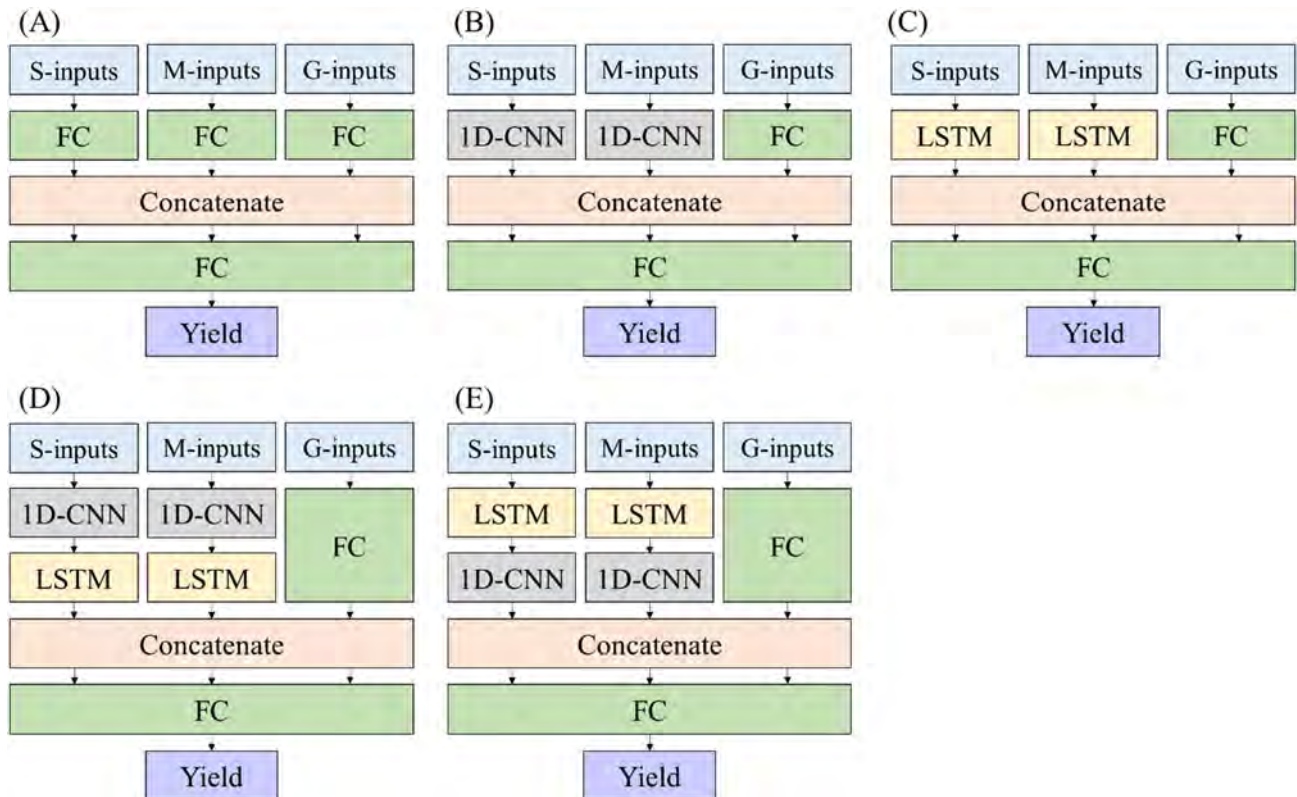 (A) (B) (C)
S-inputs M-inputs G-inputs S-inputs M-inputs G-inputs S-inputs M-inputs G-inputs
FC FC FC 1D-CNN 1D-CNN FC LSTM LSTM FC
Concatenate Concatenate Concatenate
FC FC FC
Yield Yield Yield
(D) (E)
S-inputs M-inputs G-inputs S-inputs M-inputs G-inputs
1D-CNN 1D-CNN LSTM LSTM
FC FC
LSTM LSTM 1D-CNN 1D-CNN
Concatenate Concatenate
FC FC
Yield Yield